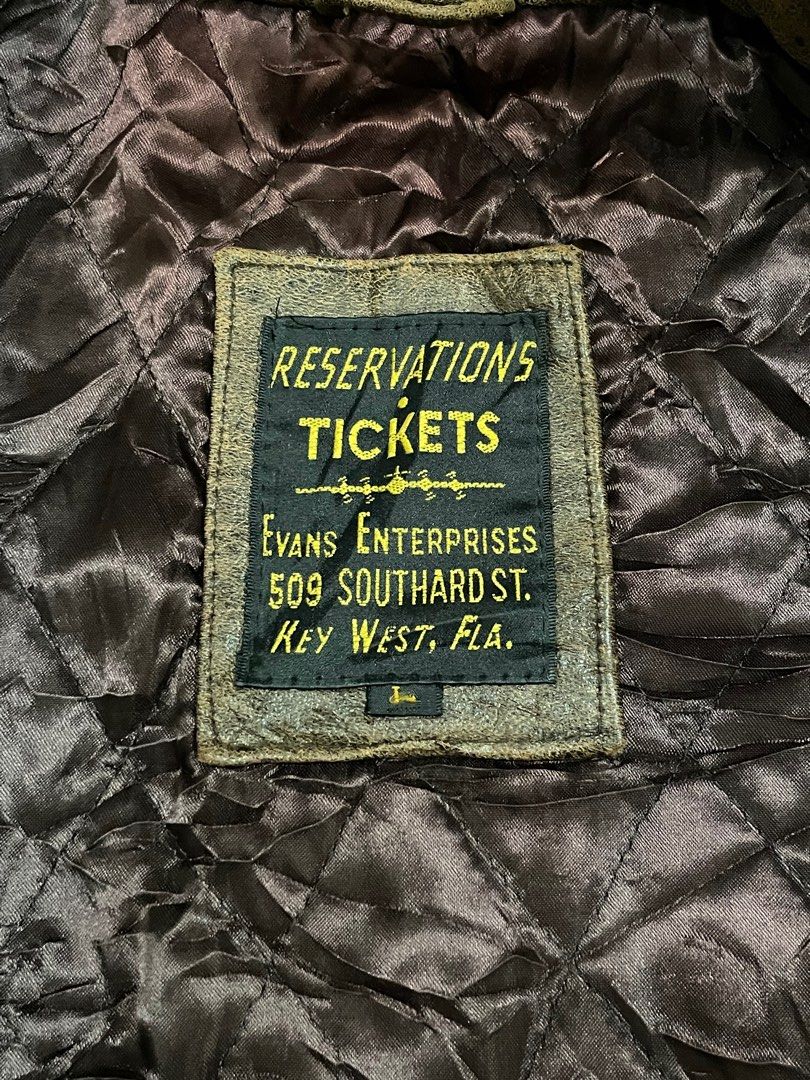 RESERVATIONS
TICKETS
EVANS ENTERPRISES
509 SOUTHARD ST.
KEY WEST, FLA.
L